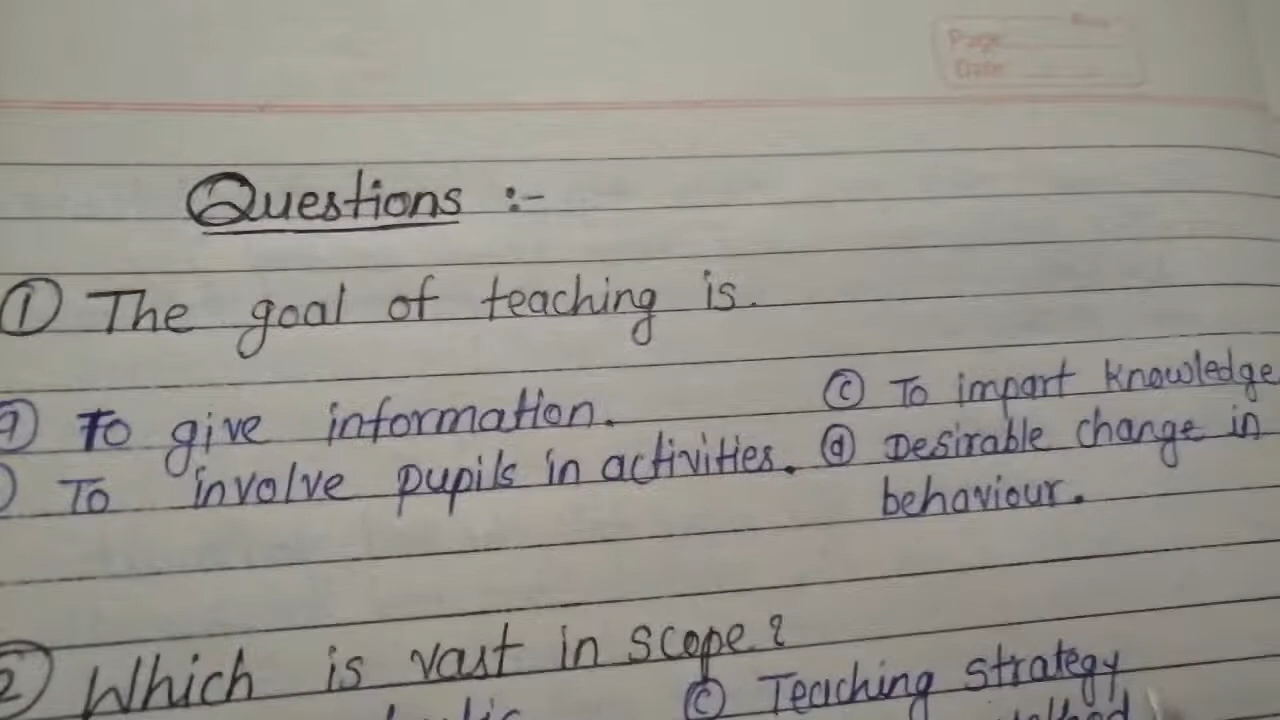 Page
Date
Questions :-
① The goal of teaching is.
To give information.
ⓒ To impart knowledge
To involve pupils in activities.
ⓓ Desirable change in
behaviour.
② Which is vast in scope?
ⓒ Teaching strategy